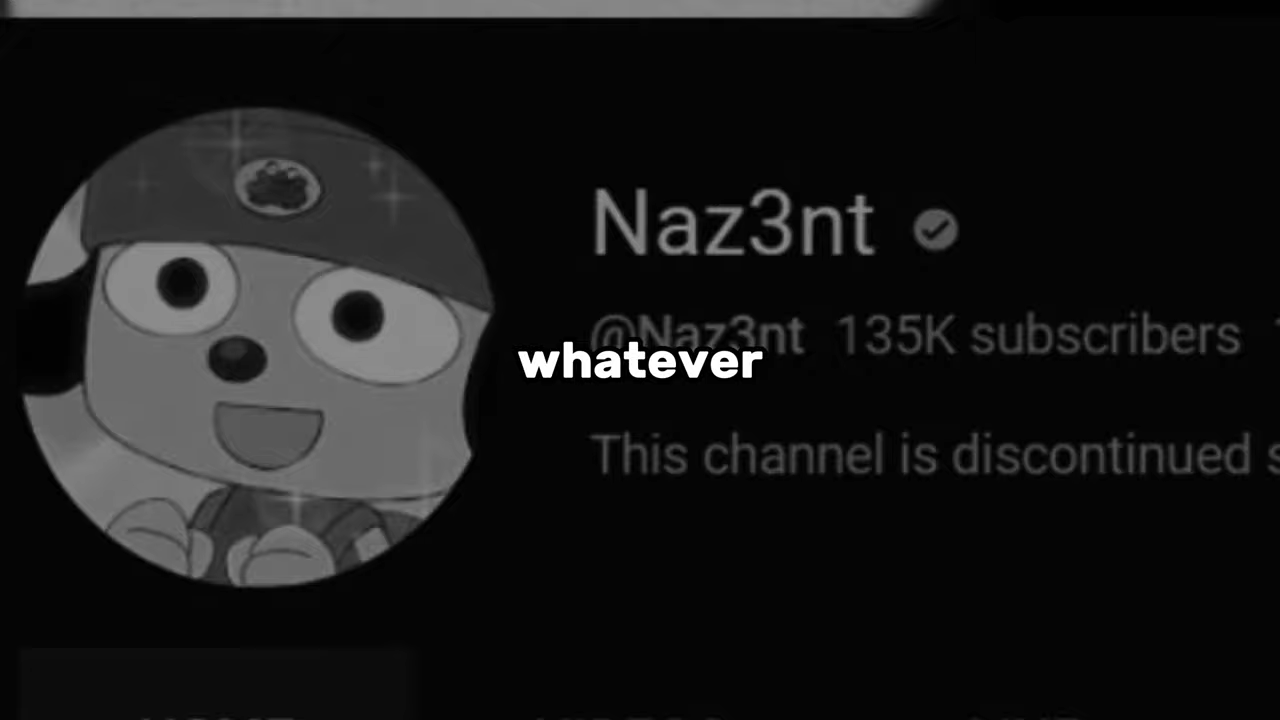 Naz3nt
@Naz3nt 135K subscribers
whatever
This channel is discontinued